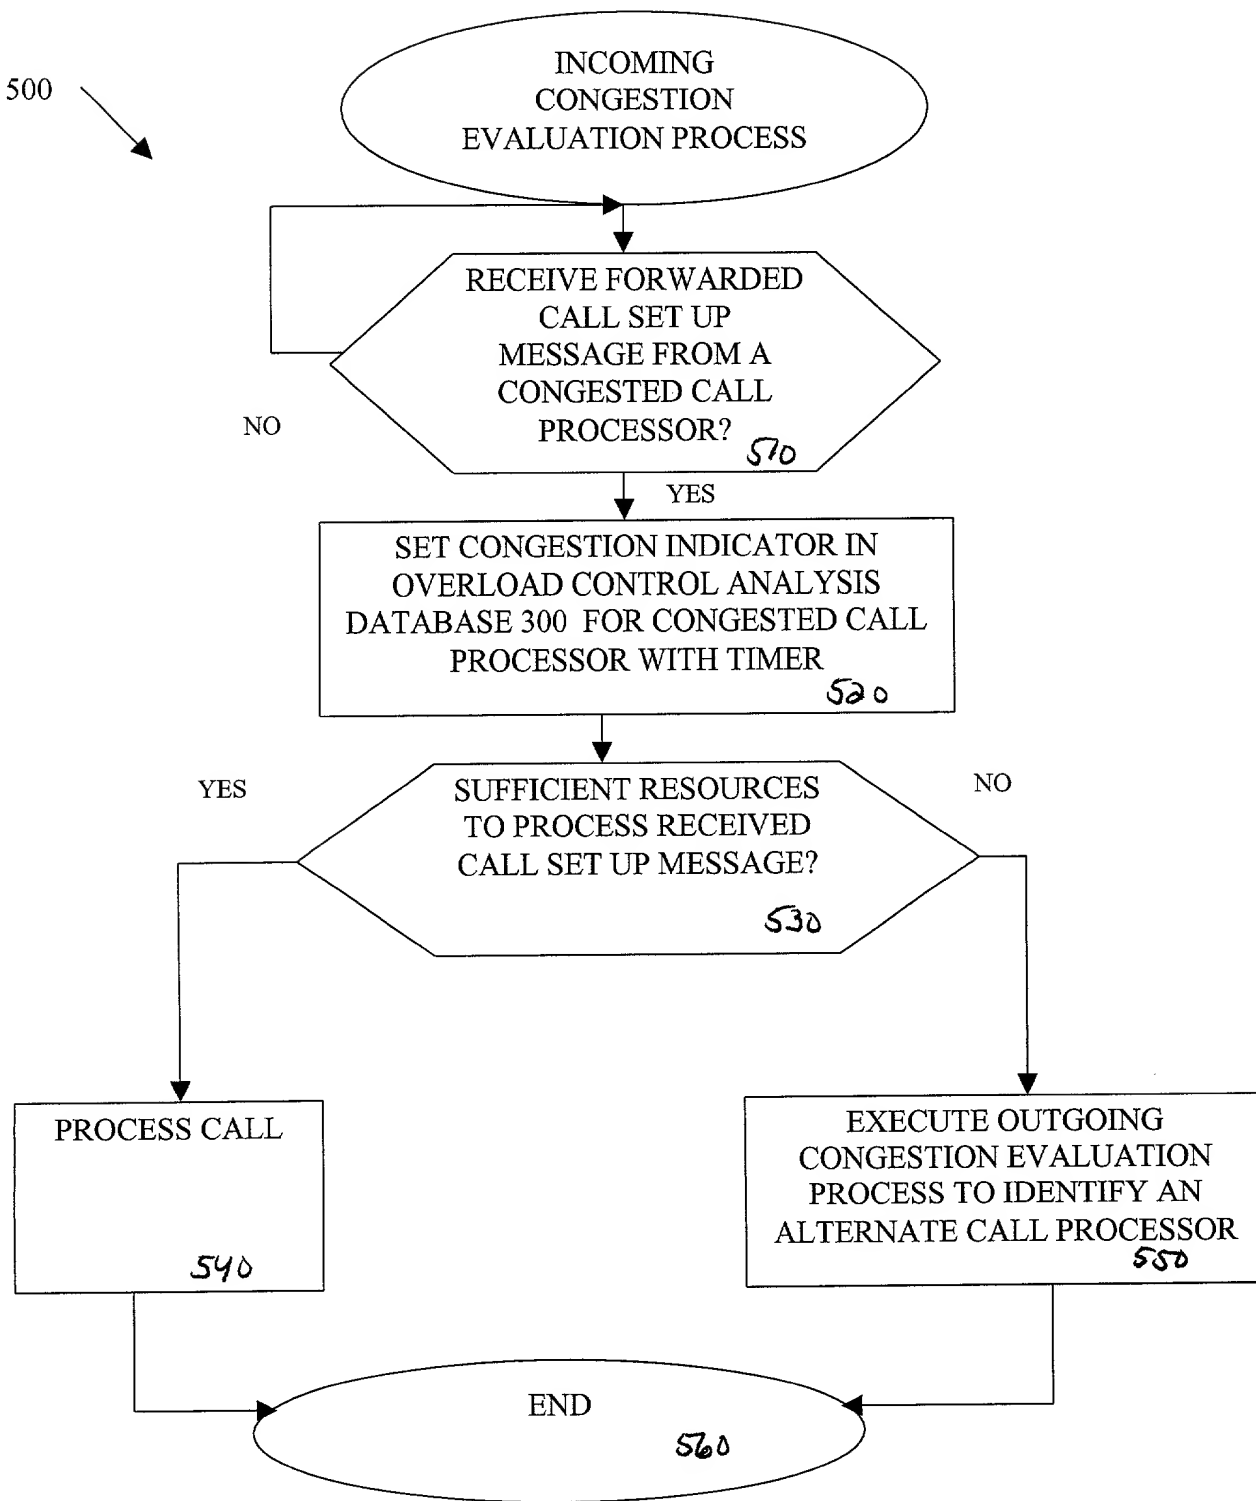 500
INCOMING
CONGESTION
EVALUATION PROCESS
RECEIVE FORWARDED
CALL SET UP
MESSAGE FROM A
CONGESTED CALL
PROCESSOR?
510
NO
YES
SET CONGESTION INDICATOR IN
OVERLOAD CONTROL ANALYSIS
DATABASE 300 FOR CONGESTED CALL
PROCESSOR WITH TIMER
520
YES
SUFFICIENT RESOURCES
TO PROCESS RECEIVED
CALL SET UP MESSAGE?
530
NO
PROCESS CALL
540
EXECUTE OUTGOING
CONGESTION EVALUATION
PROCESS TO IDENTIFY AN
ALTERNATE CALL PROCESSOR
550
END
560